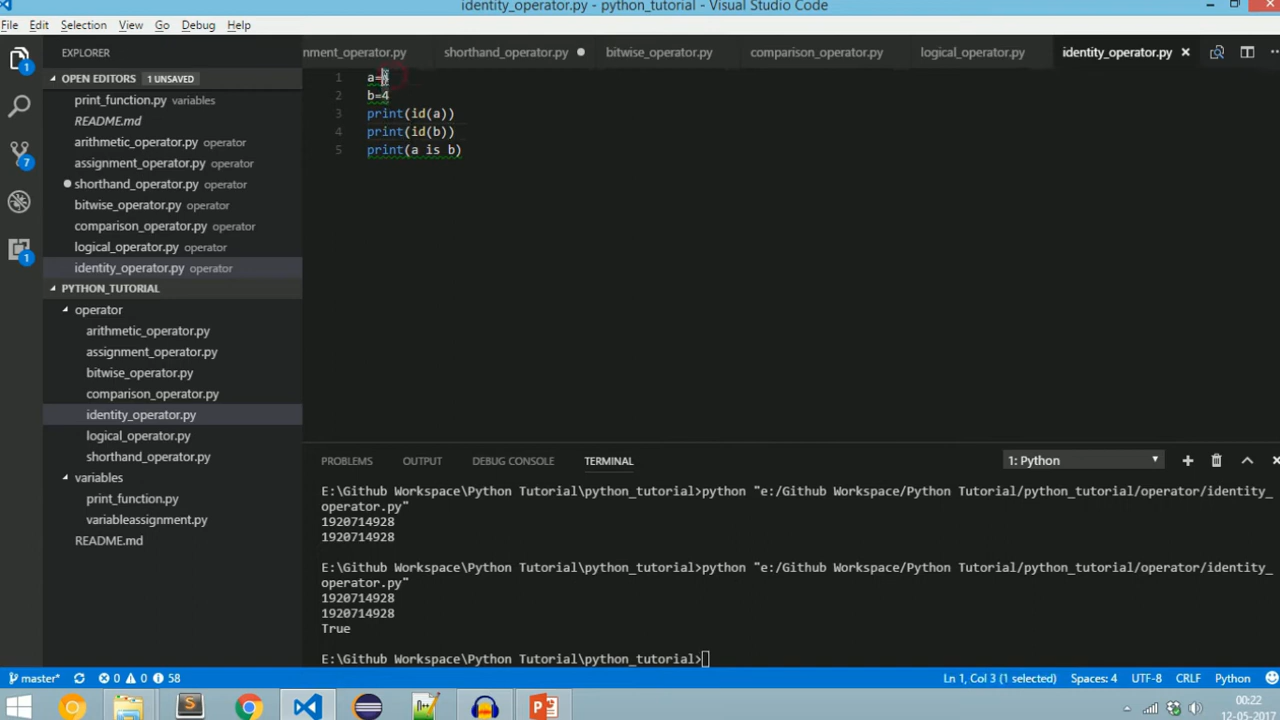 identity_operator.py - python_tutorial - Visual Studio Code
File Edit Selection View Go Debug Help
EXPLORER
nment_operator.py shorthand_operator.py bitwise_operator.py comparison_operator.py logical_operator.py identity_operator.py
OPEN EDITORS 1 UNSAVED
print_function.py variables
README.md
arithmetic_operator.py operator
assignment_operator.py operator
shorthand_operator.py operator
bitwise_operator.py operator
comparison_operator.py operator
logical_operator.py operator
identity_operator.py operator
PYTHON_TUTORIAL
operator
arithmetic_operator.py
assignment_operator.py
bitwise_operator.py
comparison_operator.py
identity_operator.py
logical_operator.py
shorthand_operator.py
variables
print_function.py
variableassignment.py
README.md
1
7
1
1 a=
2 b=4
3 print(id(a))
4 print(id(b))
5 print(a is b)
PROBLEMS OUTPUT DEBUG CONSOLE TERMINAL 1: Python
E:\Github Workspace\Python Tutorial\python_tutorial>python "e:/Github Workspace/Python Tutorial/python_tutorial/operator/identity_
operator.py"
1920714928
1920714928
E:\Github Workspace\Python Tutorial\python_tutorial>python "e:/Github Workspace/Python Tutorial/python_tutorial/operator/identity_
operator.py"
1920714928
1920714928
True
E:\Github Workspace\Python Tutorial\python_tutorial>
master* 0 0 58 Ln 1, Col 3 (1 selected) Spaces: 4 UTF-8 CRLF Python
00:22
12-05-2017